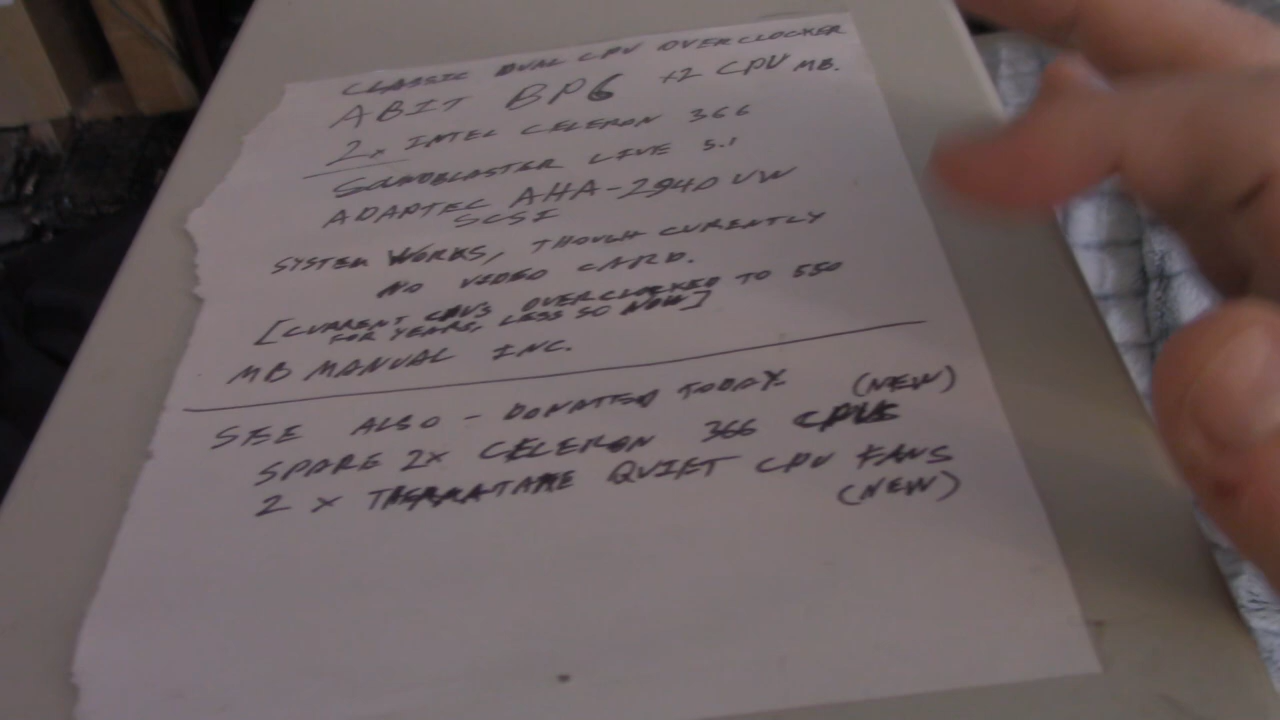 CLASSIC DUAL CPU OVERCLOCKER
ABIT BP6 +2 CPU MB.
2x INTEL CELERON 366
SOUNDBLASTER LIVE 5.1
ADAPTEC AHA-2940 UW
SCSI
SYSTEM WORKS, THOUGH CURENTLY
NO VIDEO CARD.
[CURRENT CPUS OVERCLOCKED TO 550
FOR YEARS, LESS SO NOW]
MB MANUAL INC.
SEE ALSO - DONATED TODAY.
SPARE 2x CELERON 366 CPUS (NEW)
2 x QUIET CPU FANS
(NEW)